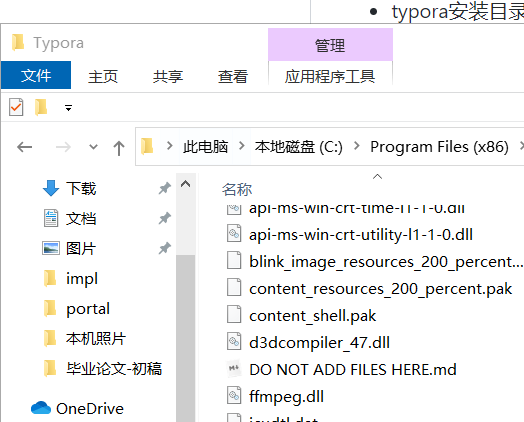 typora安装目录
Typora
管理
文件
主页
共享
查看
应用程序工具
此电脑
本地磁盘 (C:)
Program Files (x86)
下载
文档
图片
impl
portal
本机照片
毕业论文-初稿
OneDrive
名称
api-ms-win-crt-time-l1-1-0.dll
api-ms-win-crt-utility-l1-1-0.dll
blink_image_resources_200_percent...
content_resources_200_percent.pak
content_shell.pak
d3dcompiler_47.dll
DO NOT ADD FILES HERE.md
ffmpeg.dll
icudtl.dat